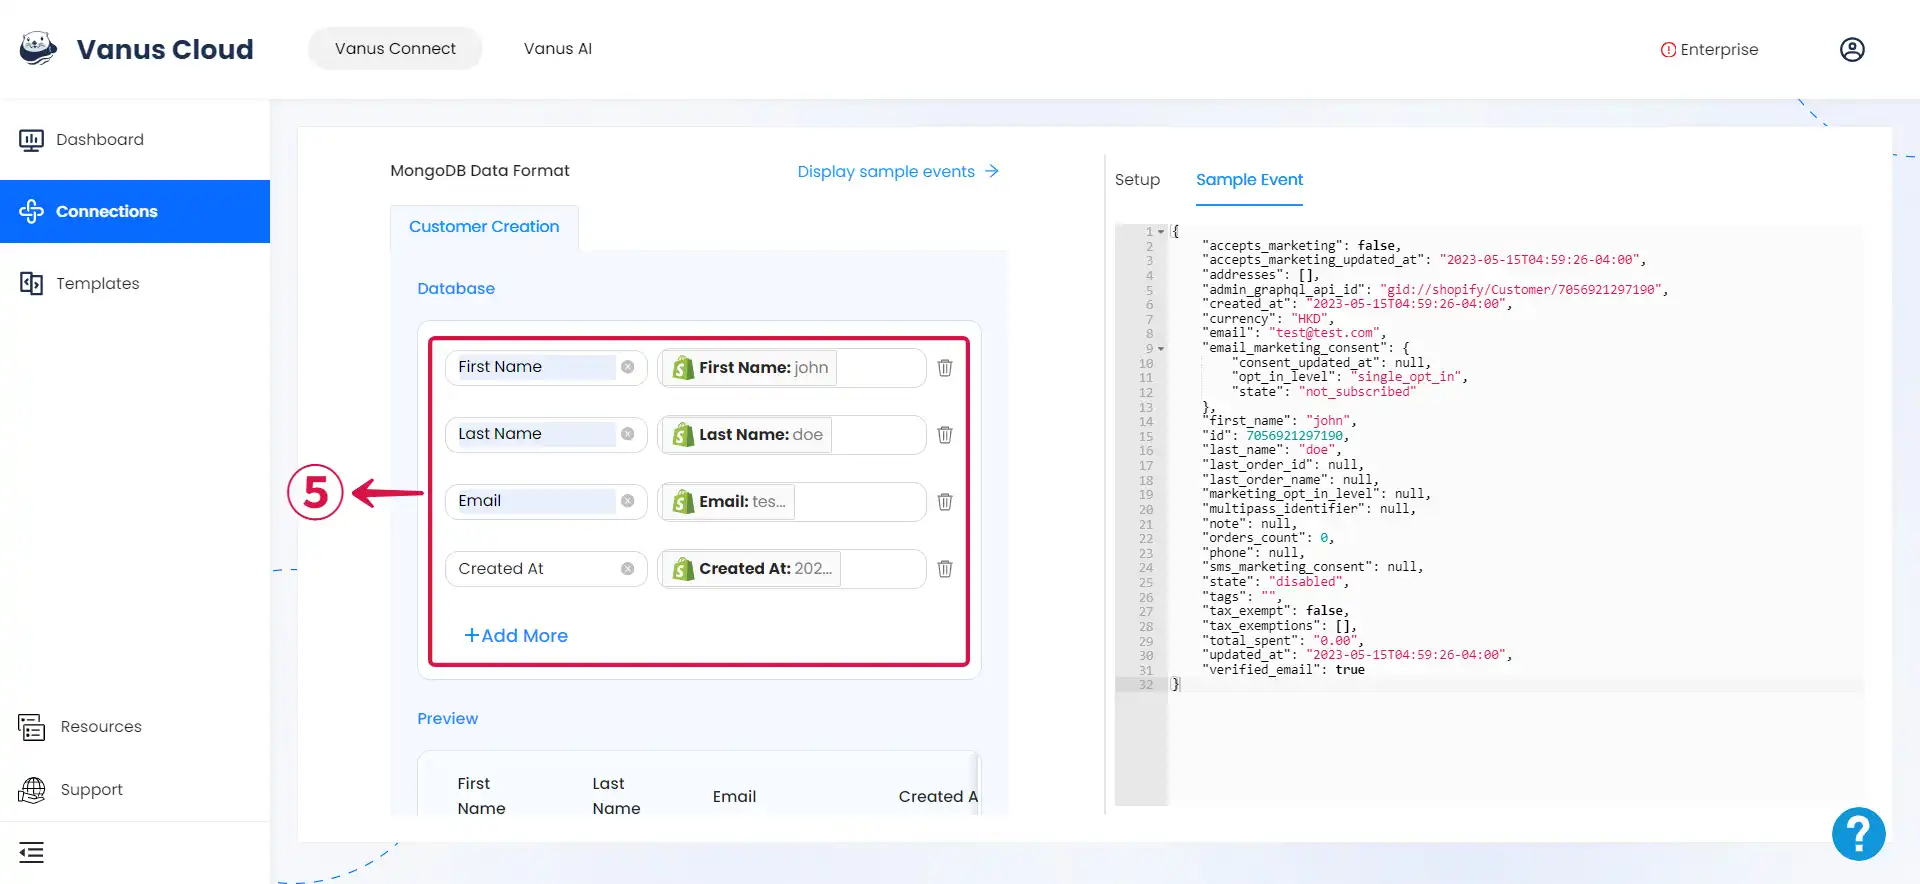 Vanus Cloud
Vanus Connect
Vanus AI
Enterprise
Dashboard
Connections
Templates
Resources
Support
MongoDB Data Format
Display sample events →
Customer Creation
Database
First Name
First Name: john
Last Name
Last Name: doe
Email
Email: tes...
Created At
Created At: 202...
+Add More
5
Preview
First Name
Last Name
Email
Created A
Setup
Sample Event
1 {
2 "accepts_marketing": false,
3 "accepts_marketing_updated_at": "2023-05-15T04:59:26-04:00",
4 "addresses": [],
5 "admin_graphql_api_id": "gid://shopify/Customer/7056921297190",
6 "created_at": "2023-05-15T04:59:26-04:00",
7 "currency": "HKD",
8 "email": "test@test.com",
9 "email_marketing_consent": {
10 "consent_updated_at": null,
11 "opt_in_level": "single_opt_in",
12 "state": "not_subscribed"
13 },
14 "first_name": "john",
15 "id": 7056921297190,
16 "last_name": "doe",
17 "last_order_id": null,
18 "last_order_name": null,
19 "marketing_opt_in_level": null,
20 "multipass_identifier": null,
21 "note": null,
22 "orders_count": 0,
23 "phone": null,
24 "sms_marketing_consent": null,
25 "state": "disabled",
26 "tags": "",
27 "tax_exempt": false,
28 "tax_exemptions": [],
29 "total_spent": "0.00",
30 "updated_at": "2023-05-15T04:59:26-04:00",
31 "verified_email": true
32 }
?